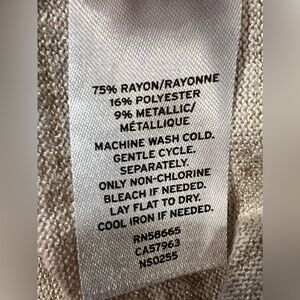 75% RAYON/RAYONNE
16% POLYESTER
9% METALLIC/
MÉTALLIQUE
MACHINE WASH COLD.
GENTLE CYCLE.
SEPARATELY.
ONLY NON-CHLORINE
BLEACH IF NEEDED.
LAY FLAT TO DRY.
COOL IRON IF NEEDED.
RN58665
CA57963
NS0255